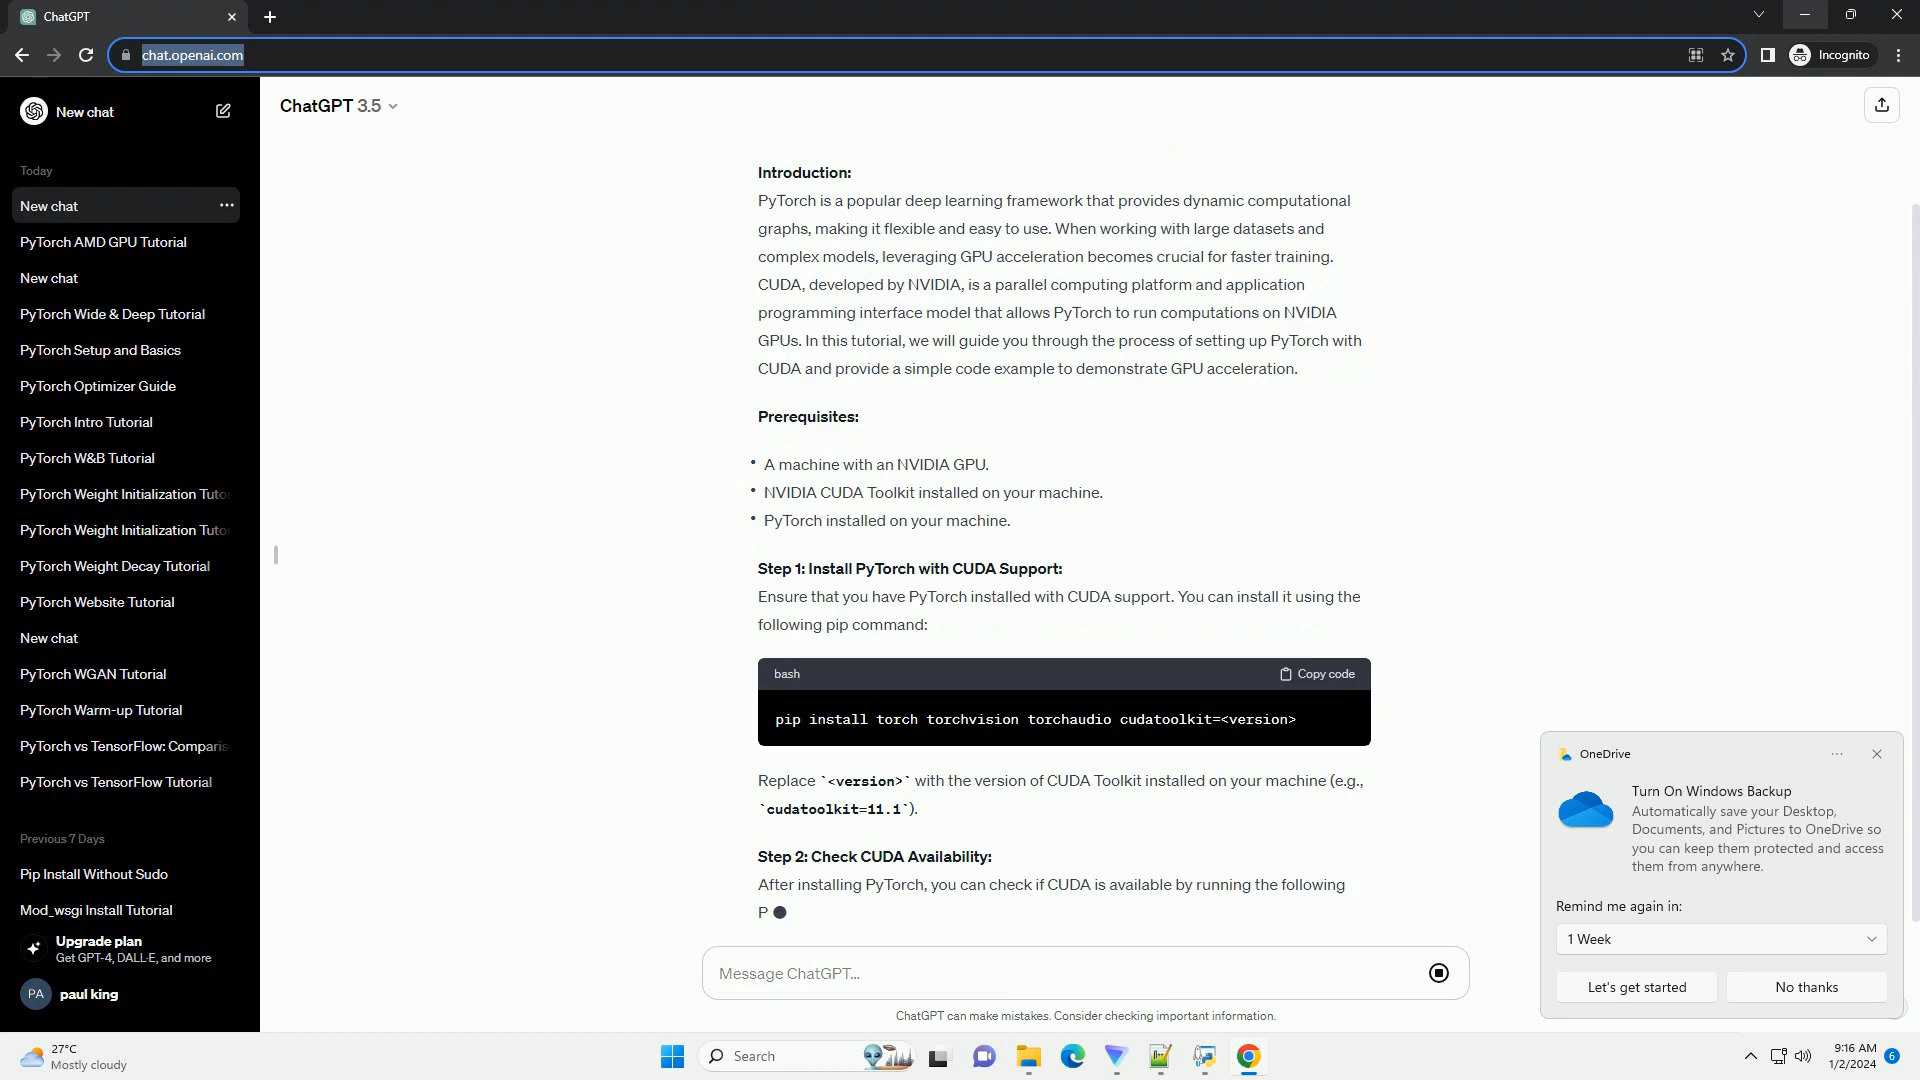 ChatGPT
chat.openai.com
Incognito
New chat
ChatGPT 3.5
Today
New chat
PyTorch AMD GPU Tutorial
New chat
PyTorch Wide & Deep Tutorial
PyTorch Setup and Basics
PyTorch Optimizer Guide
PyTorch Intro Tutorial
PyTorch W&B Tutorial
PyTorch Weight Initialization Tuto
PyTorch Weight Initialization Tuto
PyTorch Weight Decay Tutorial
PyTorch Website Tutorial
New chat
PyTorch WGAN Tutorial
PyTorch Warm-up Tutorial
PyTorch vs TensorFlow: Comparis
PyTorch vs TensorFlow Tutorial
Previous 7 Days
Pip Install Without Sudo
Mod_wsgi Install Tutorial
Upgrade plan
Get GPT-4, DALL·E, and more
PA paul king
Introduction:
PyTorch is a popular deep learning framework that provides dynamic computational
graphs, making it flexible and easy to use. When working with large datasets and
complex models, leveraging GPU acceleration becomes crucial for faster training.
CUDA, developed by NVIDIA, is a parallel computing platform and application
programming interface model that allows PyTorch to run computations on NVIDIA
GPUs. In this tutorial, we will guide you through the process of setting up PyTorch with
CUDA and provide a simple code example to demonstrate GPU acceleration.
Prerequisites:
• A machine with an NVIDIA GPU.
• NVIDIA CUDA Toolkit installed on your machine.
• PyTorch installed on your machine.
Step 1: Install PyTorch with CUDA Support:
Ensure that you have PyTorch installed with CUDA support. You can install it using the
following pip command:
bash Copy code
pip install torch torchvision torchaudio cudatoolkit=<version>
Replace `<version>` with the version of CUDA Toolkit installed on your machine (e.g.,
`cudatoolkit=11.1`).
Step 2: Check CUDA Availability:
After installing PyTorch, you can check if CUDA is available by running the following
P
Message ChatGPT...
ChatGPT can make mistakes. Consider checking important information.
OneDrive
Turn On Windows Backup
Automatically save your Desktop,
Documents, and Pictures to OneDrive so
you can keep them protected and access
them from anywhere.
Remind me again in:
1 Week
Let's get started No thanks
27°C
Mostly cloudy
Search
9:16 AM
1/2/2024
6